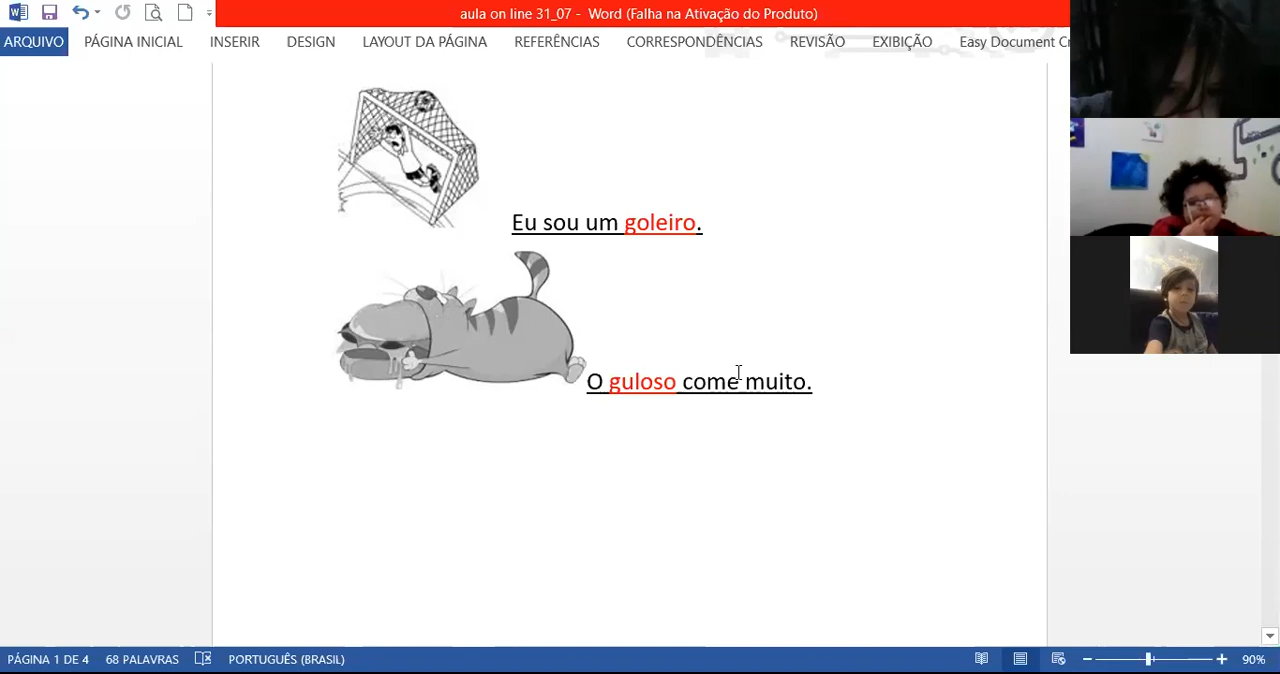 aula on line 31_07 - Word (Falha na Ativação do Produto)
ARQUIVO PÁGINA INICIAL INSERIR DESIGN LAYOUT DA PÁGINA REFERÊNCIAS CORRESPONDÊNCIAS REVISÃO EXIBIÇÃO Easy Document
Eu sou um goleiro.
O guloso come muito.
PÁGINA 1 DE 4 68 PALAVRAS PORTUGUÊS (BRASIL) 90%